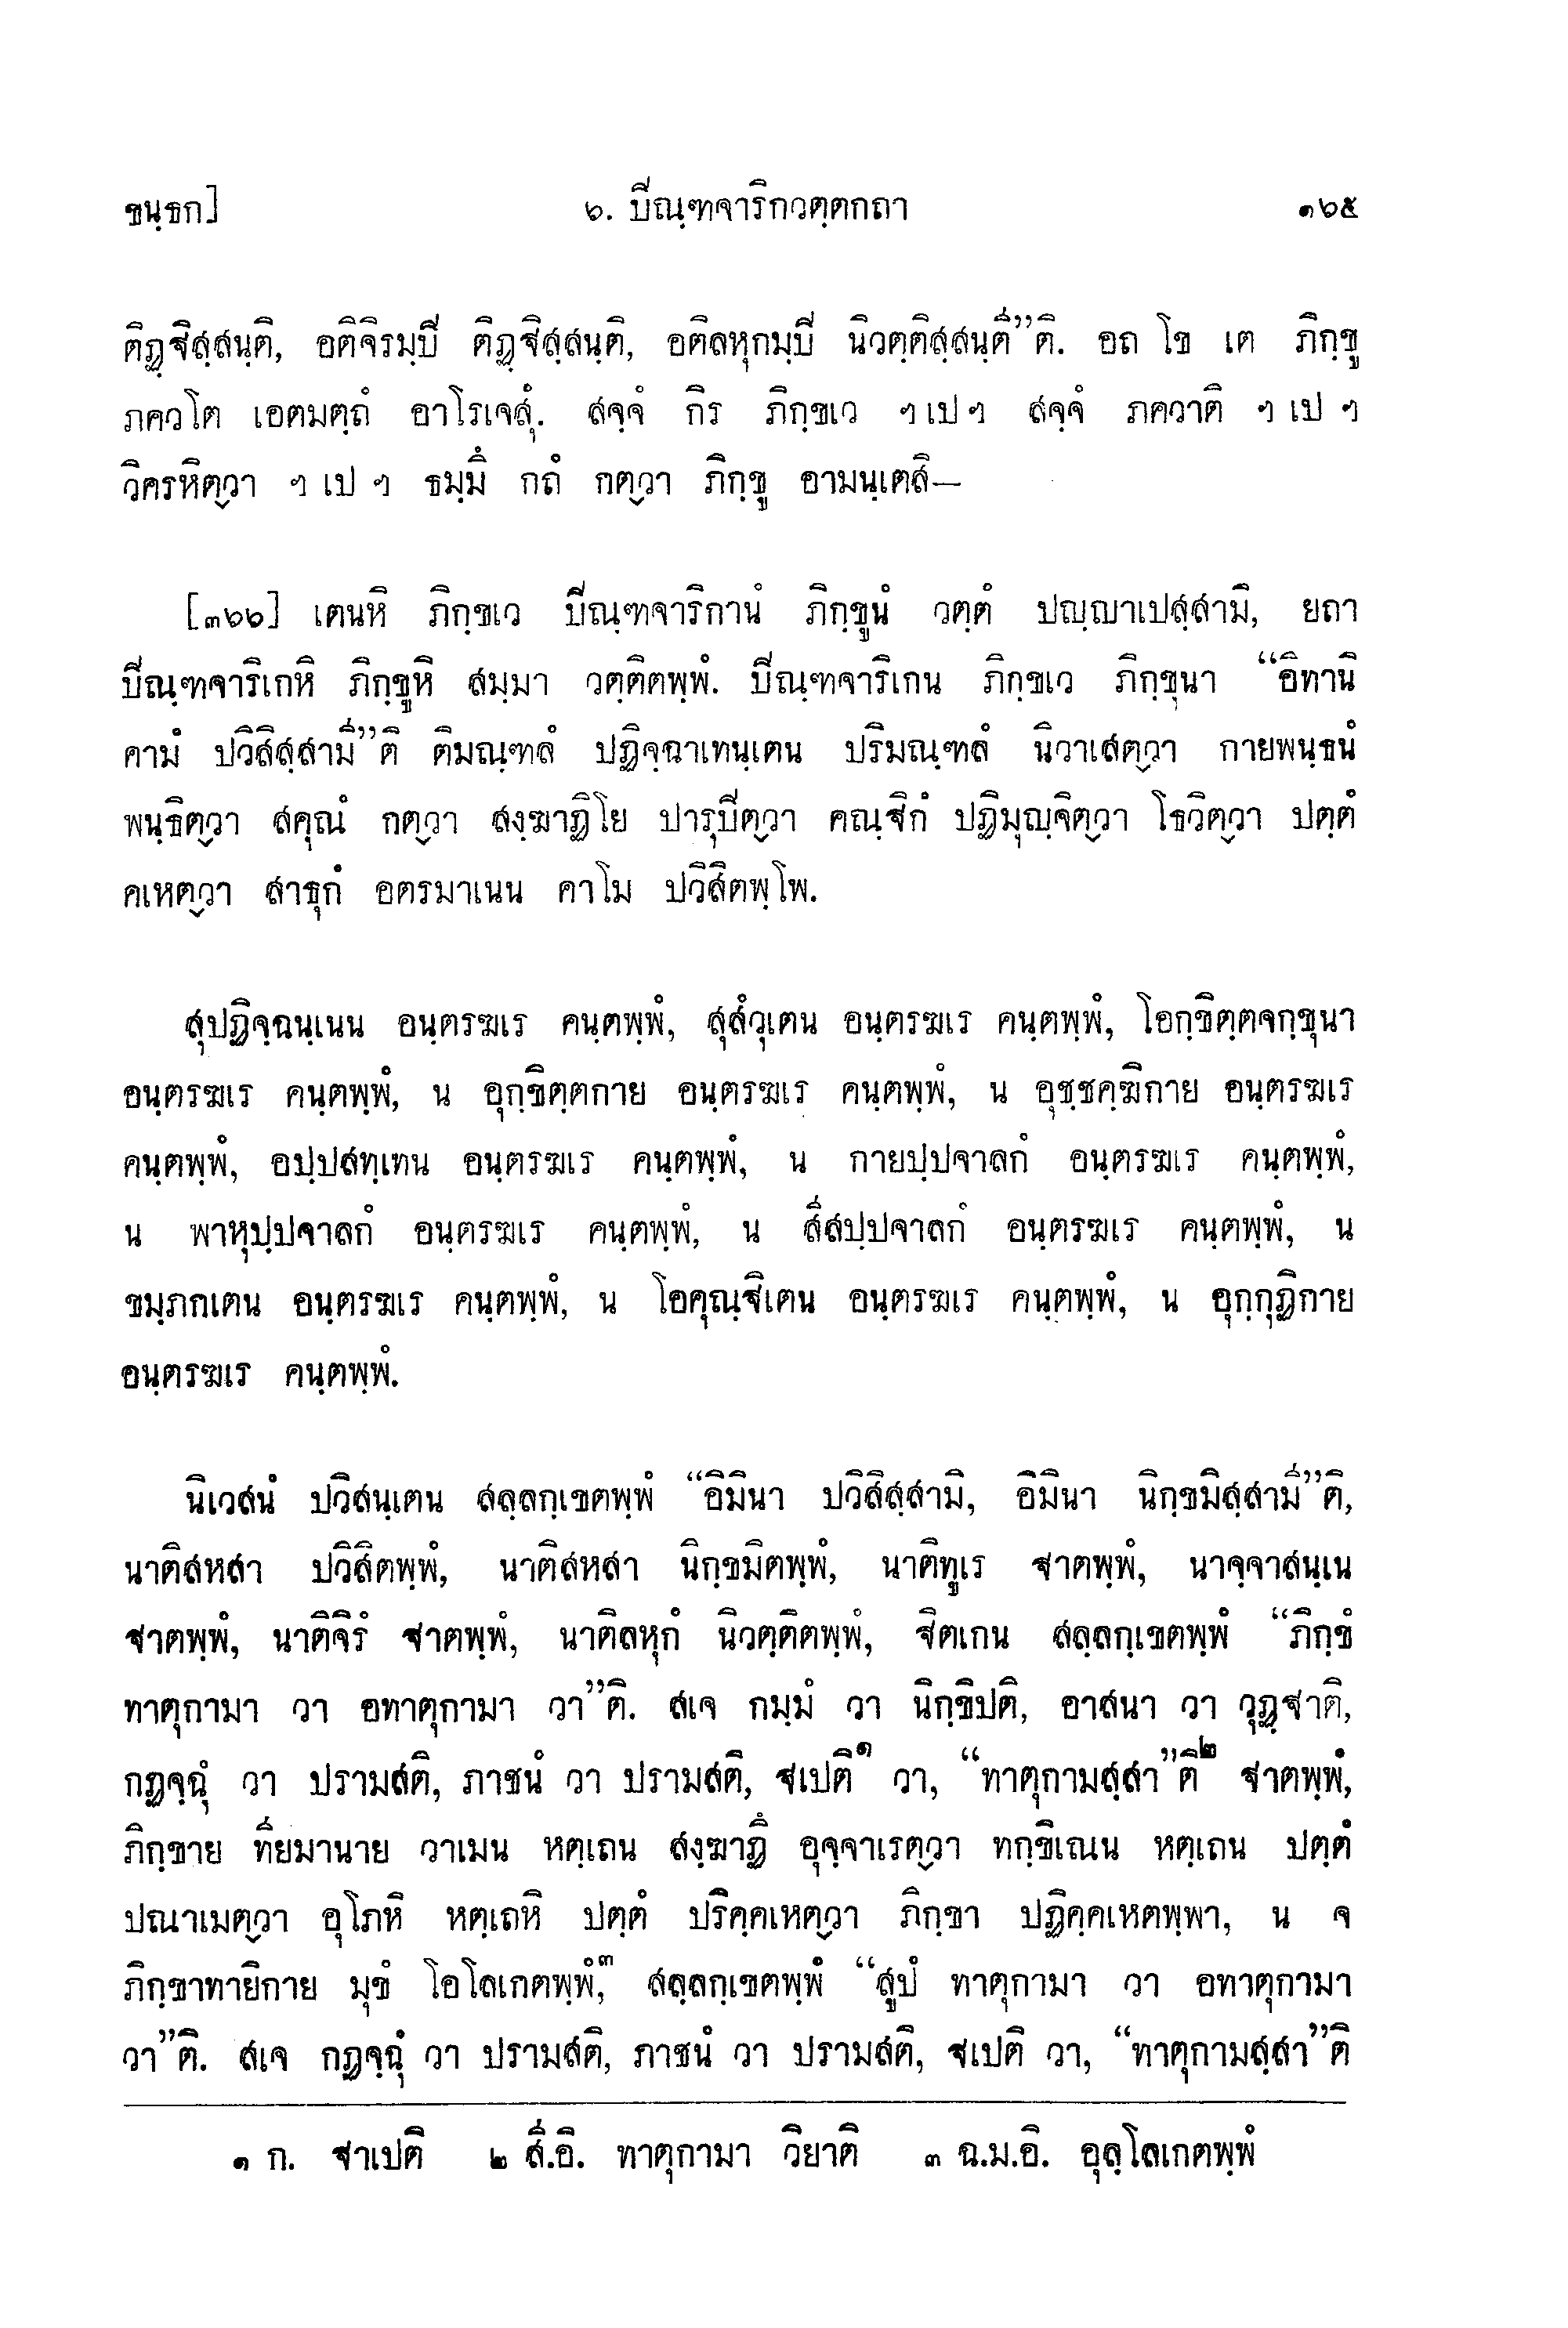 ขนฺธก]
๖. ปิณฺฑจาริกวตฺตกถา
๑๖๕
ติฏฺฐิสฺสนฺติ, อติจิรมฺปิ ติฏฺฐิสฺสนฺติ, อติลหุกมฺปิ นิวตฺติสฺสนฺตี”ติ. อถ โข เต ภิกฺขู
ภควโต เอตมตฺถํ อาโรเจสุํ. สจฺจํ กิร ภิกฺขเว ฯ เป ฯ สจฺจํ ภควาติ ฯ เป ฯ
วิครหิตฺวา ฯ เป ฯ ธมฺมึ กถํ กตฺวา ภิกฺขู อามนฺเตสิ–
[๓๖๖] เตนหิ ภิกฺขเว ปิณฺฑจาริกานํ ภิกฺขูนํ วตฺตํ ปญฺญาเปสฺสามิ, ยถา
ปิณฺฑจาริเกหิ ภิกฺขูหิ สมฺมา วตฺติตพฺพํ. ปิณฺฑจาริเกน ภิกฺขเว ภิกฺขุนา “อิทานิ
คามํ ปวิสิสฺสามี”ติ ติมณฺฑลํ ปฏิจฺฉาเทนฺเตน ปริมณฺฑลํ นิวาเสตฺวา กายพนฺธนํ
พนฺธิตฺวา สคุณํ กตฺวา สงฺฆาฏิโย ปารุปิตฺวา คณฺฐิกํ ปฏิมุญฺจิตฺวา โธวิตฺวา ปตฺตํ
คเหตฺวา สาธุกํ อตรมาเนน คาโม ปวิสิตพฺโพ.
สุปฏิจฺฉนฺเนน อนฺตรฆเร คนฺตพฺพํ, สุสํวุเตน อนฺตรฆเร คนฺตพฺพํ, โอกฺขิตฺตจกฺขุนา
อนฺตรฆเร คนฺตพฺพํ, น อุกฺขิตฺตกาย อนฺตรฆเร คนฺตพฺพํ, น อุชฺชคฺฆิกาย อนฺตรฆเร
คนฺตพฺพํ, อปฺปสทฺเทน อนฺตรฆเร คนฺตพฺพํ, น กายปฺปจาลกํ อนฺตรฆเร คนฺตพฺพํ,
น พาหุปฺปจาลกํ อนฺตรฆเร คนฺตพฺพํ, น สีสปฺปจาลกํ อนฺตรฆเร คนฺตพฺพํ, น
ขมฺภกเตน อนฺตรฆเร คนฺตพฺพํ, น โอคุณฺฐิเตน อนฺตรฆเร คนฺตพฺพํ, น อุกฺกุฏิกาย
อนฺตรฆเร คนฺตพฺพํ.
นิเวสนํ ปวิสนฺเตน สลฺลกฺเขตพฺพํ “อิมินา ปวิสิสฺสามิ, อิมินา นิกฺขมิสฺสามี”ติ,
นาติสหสา ปวิสิตพฺพํ, นาติสหสา นิกฺขมิตพฺพํ, นาติทูเร ฐาตพฺพํ, นาจฺจาสนฺเน
ฐาตพฺพํ, นาติจิรํ ฐาตพฺพํ, นาติลหุกํ นิวตฺติตพฺพํ, ฐิตเกน สลฺลกฺเขตพฺพํ “ภิกฺขํ
ทาตุกามา วา อทาตุกามา วา”ติ. สเจ กมฺมํ วา นิกฺขิปติ, อาสนา วา วุฏฺฐาติ,
กฏจฺฉุํ วา ปรามสติ, ภาชนํ วา ปรามสติ, ฐเปติ๑ วา, “ทาตุกามสฺสา”ติ๒ ฐาตพฺพํ,
ภิกฺขาย ทียมานาย วาเมน หตฺเถน สงฺฆาฏึ อุจฺจาเรตฺวา ทกฺขิเณน หตฺเถน ปตฺตํ
ปณาเมตฺวา อุโภหิ หตฺเถหิ ปตฺตํ ปริคฺคเหตฺวา ภิกฺขา ปฏิคฺคเหตพฺพา, น จ
ภิกฺขาทายิกาย มุขํ โอโลเกตพฺพํ,๓ สลฺลกฺเขตพฺพํ “สูปํ ทาตุกามา วา อทาตุกามา
วา”ติ. สเจ กฏจฺฉุํ วา ปรามสติ, ภาชนํ วา ปรามสติ, ฐเปติ วา, “ทาตุกามสฺสา”ติ
๑ ก. ฐาเปติ ๒ สี.อิ. ทาตุกามา วิยาติ ๓ ฉ.ม.อิ. อุลฺโลเกตพฺพํ